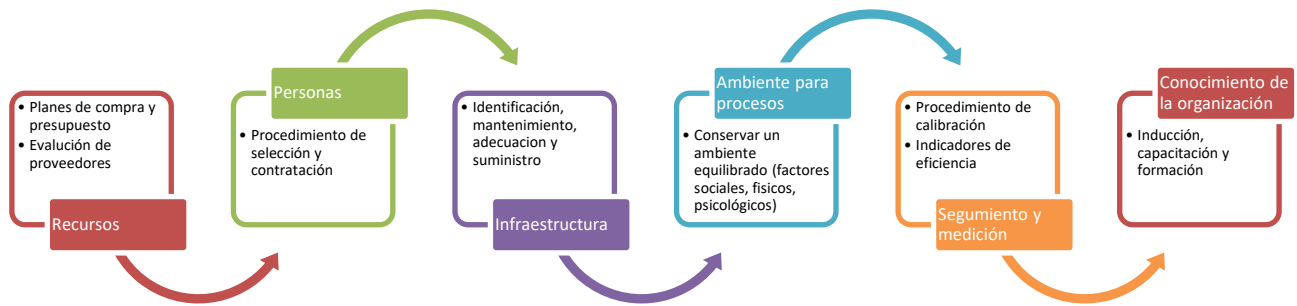 • Planes de compra y
presupuesto
• Evalución de
proveedores
Recursos
Personas
• Procedimiento de
selección y
contratación
• Identificación,
mantenimiento,
adecuacion y
suministro
Infraestructura
Ambiente para
procesos
• Conservar un
ambiente
equilibrado (factores
sociales, fisicos,
psicológicos)
• Procedimiento de
calibración
• Indicadores de
eficiencia
Segumiento y
medición
Conocimiento de
la organización
• Inducción,
capacitación y
formación